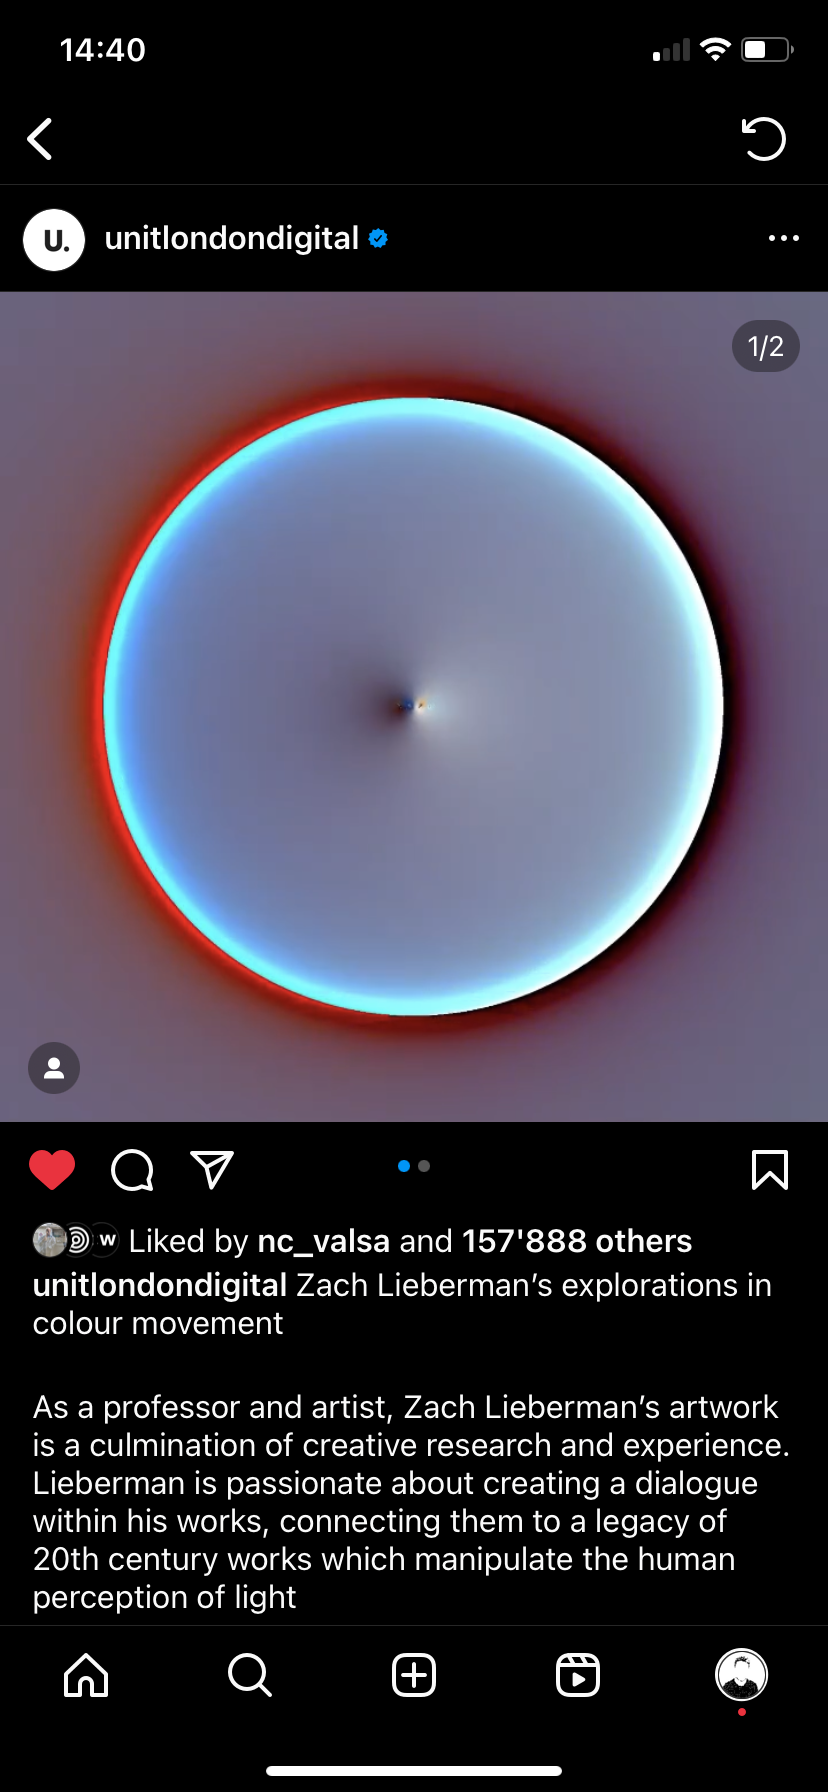 14:40
U. unitlondondigital
1/2
W Liked by nc_valsa and 157'888 others
unitlondondigital Zach Lieberman’s explorations in
colour movement
As a professor and artist, Zach Lieberman’s artwork
is a culmination of creative research and experience.
Lieberman is passionate about creating a dialogue
within his works, connecting them to a legacy of
20th century works which manipulate the human
perception of light